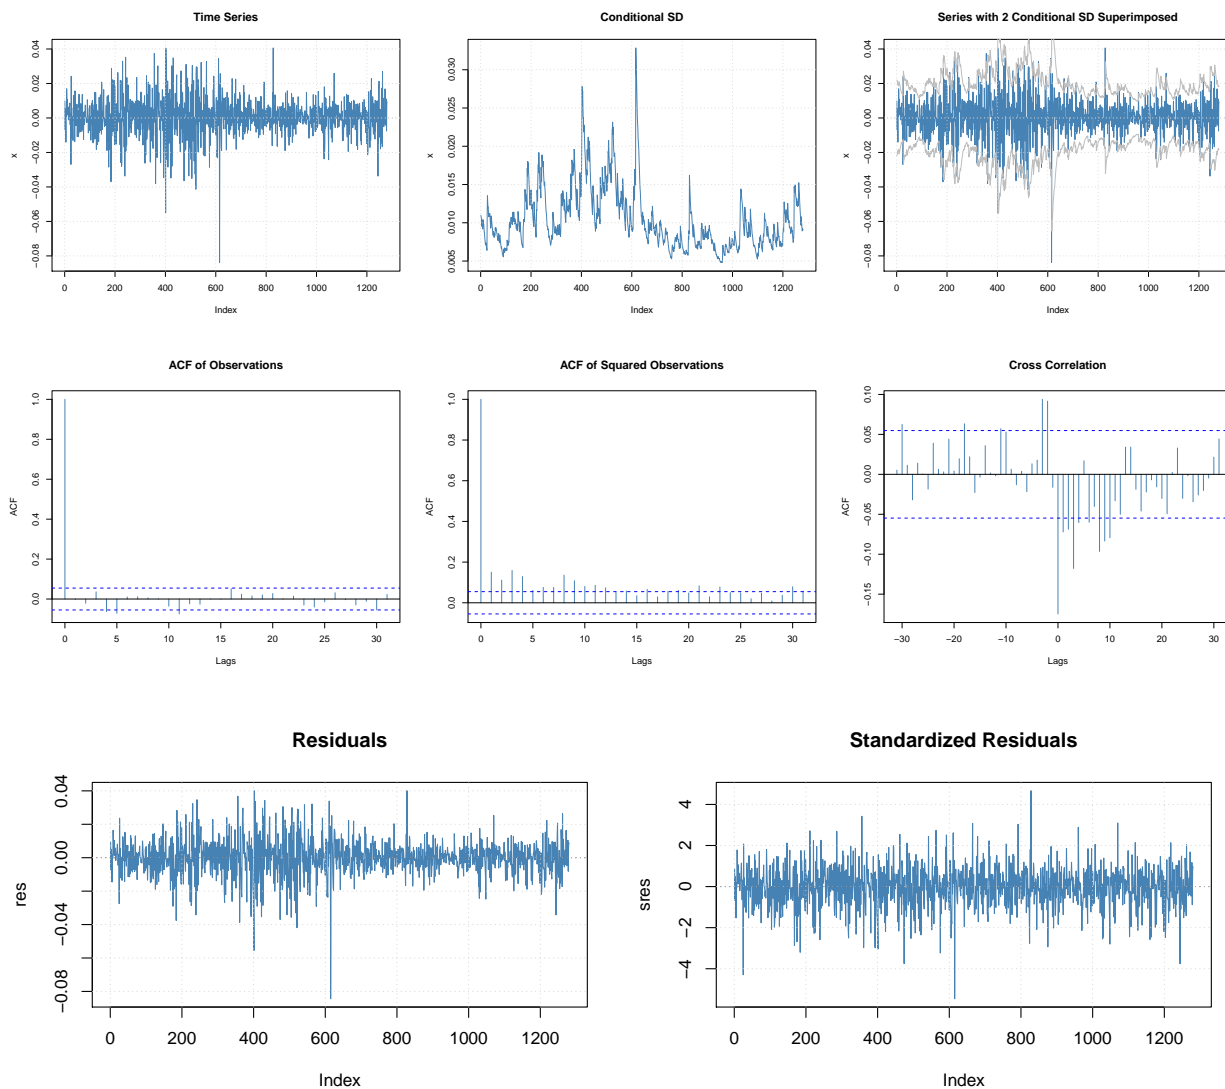 Time Series
x
0.04
0.02
0.00
−0.02
−0.04
−0.06
−0.08
0 200 400 600 800 1000 1200
Index
Conditional SD
x
0.030
0.025
0.020
0.015
0.010
0.005
0 200 400 600 800 1000 1200
Index
Series with 2 Conditional SD Superimposed
x
0.04
0.02
0.00
−0.02
−0.04
−0.06
−0.08
0 200 400 600 800 1000 1200
Index
ACF of Observations
ACF
1.0
0.8
0.6
0.4
0.2
0.0
0 5 10 15 20 25 30
Lags
ACF of Squared Observations
ACF
1.0
0.8
0.6
0.4
0.2
0.0
0 5 10 15 20 25 30
Lags
Cross Correlation
ACF
0.10
0.05
0.00
−0.05
−0.10
−0.15
−30 −20 −10 0 10 20 30
Lags
Residuals
res
0.04
0.00
−0.04
−0.08
0 200 400 600 800 1000 1200
Index
Standardized Residuals
sres
4
2
0
−2
−4
0 200 400 600 800 1000 1200
Index